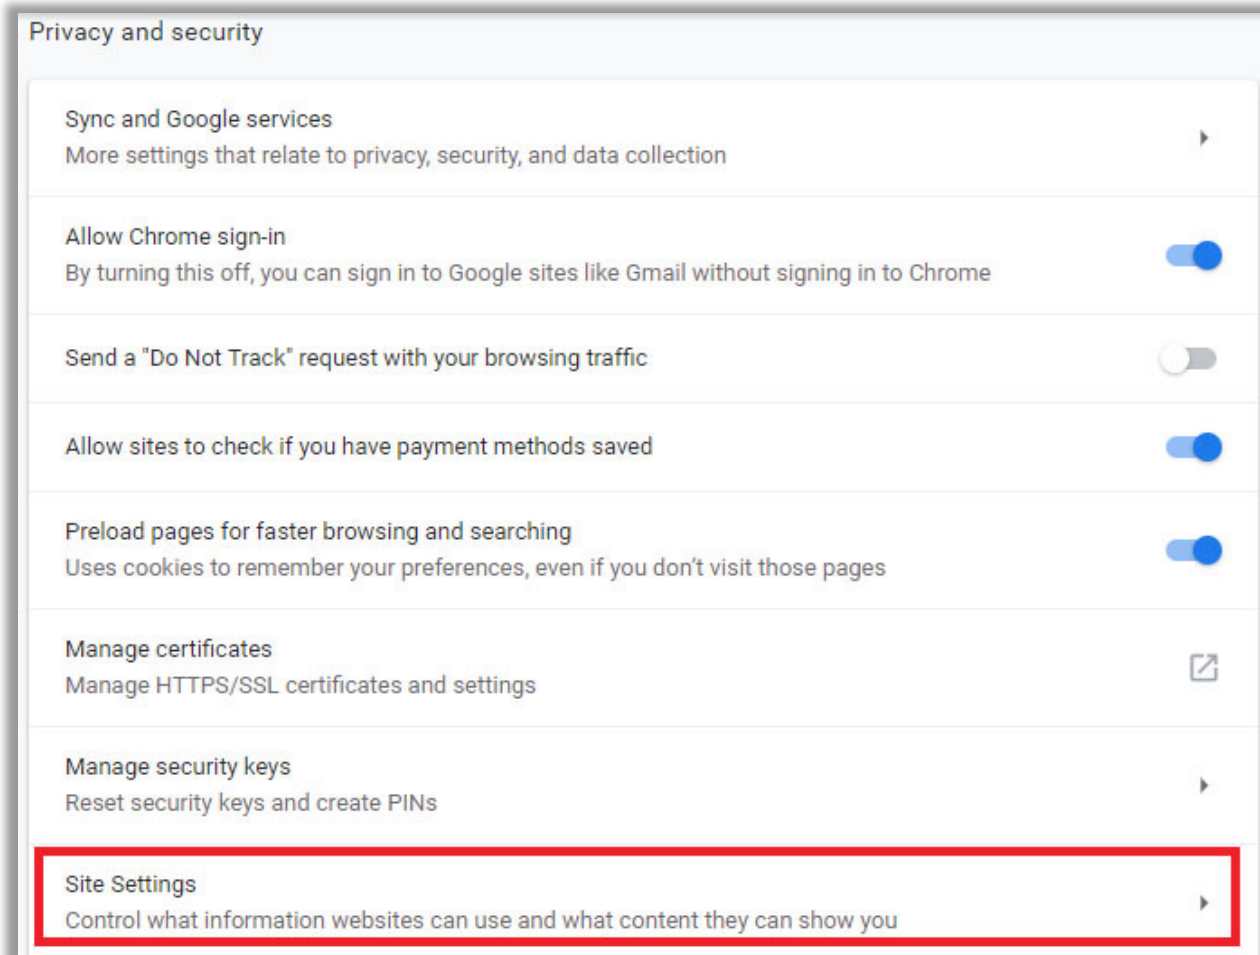 Privacy and security
Sync and Google services
More settings that relate to privacy, security, and data collection
Allow Chrome sign-in
By turning this off, you can sign in to Google sites like Gmail without signing in to Chrome
Send a "Do Not Track" request with your browsing traffic
Allow sites to check if you have payment methods saved
Preload pages for faster browsing and searching
Uses cookies to remember your preferences, even if you don't visit those pages
Manage certificates
Manage HTTPS/SSL certificates and settings
Manage security keys
Reset security keys and create PINs
Site Settings
Control what information websites can use and what content they can show you